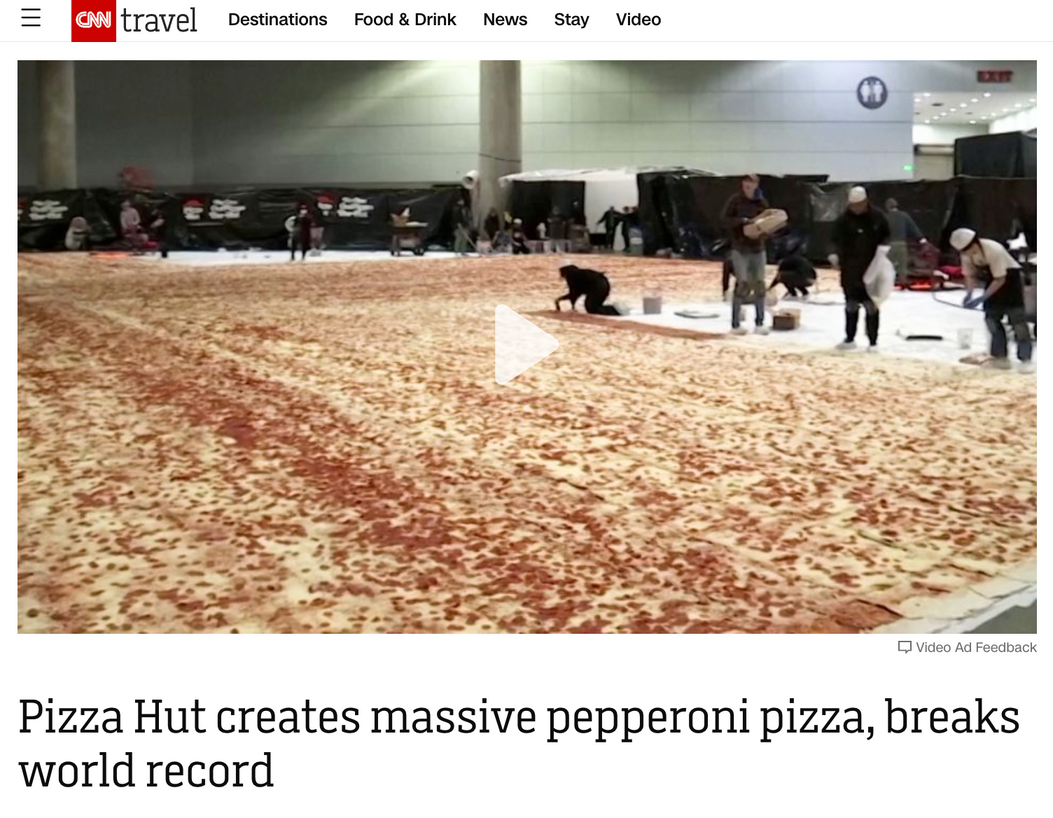 CNN travel Destinations Food & Drink News Stay Video
EXIT
Video Ad Feedback
Pizza Hut creates massive pepperoni pizza, breaks
world record